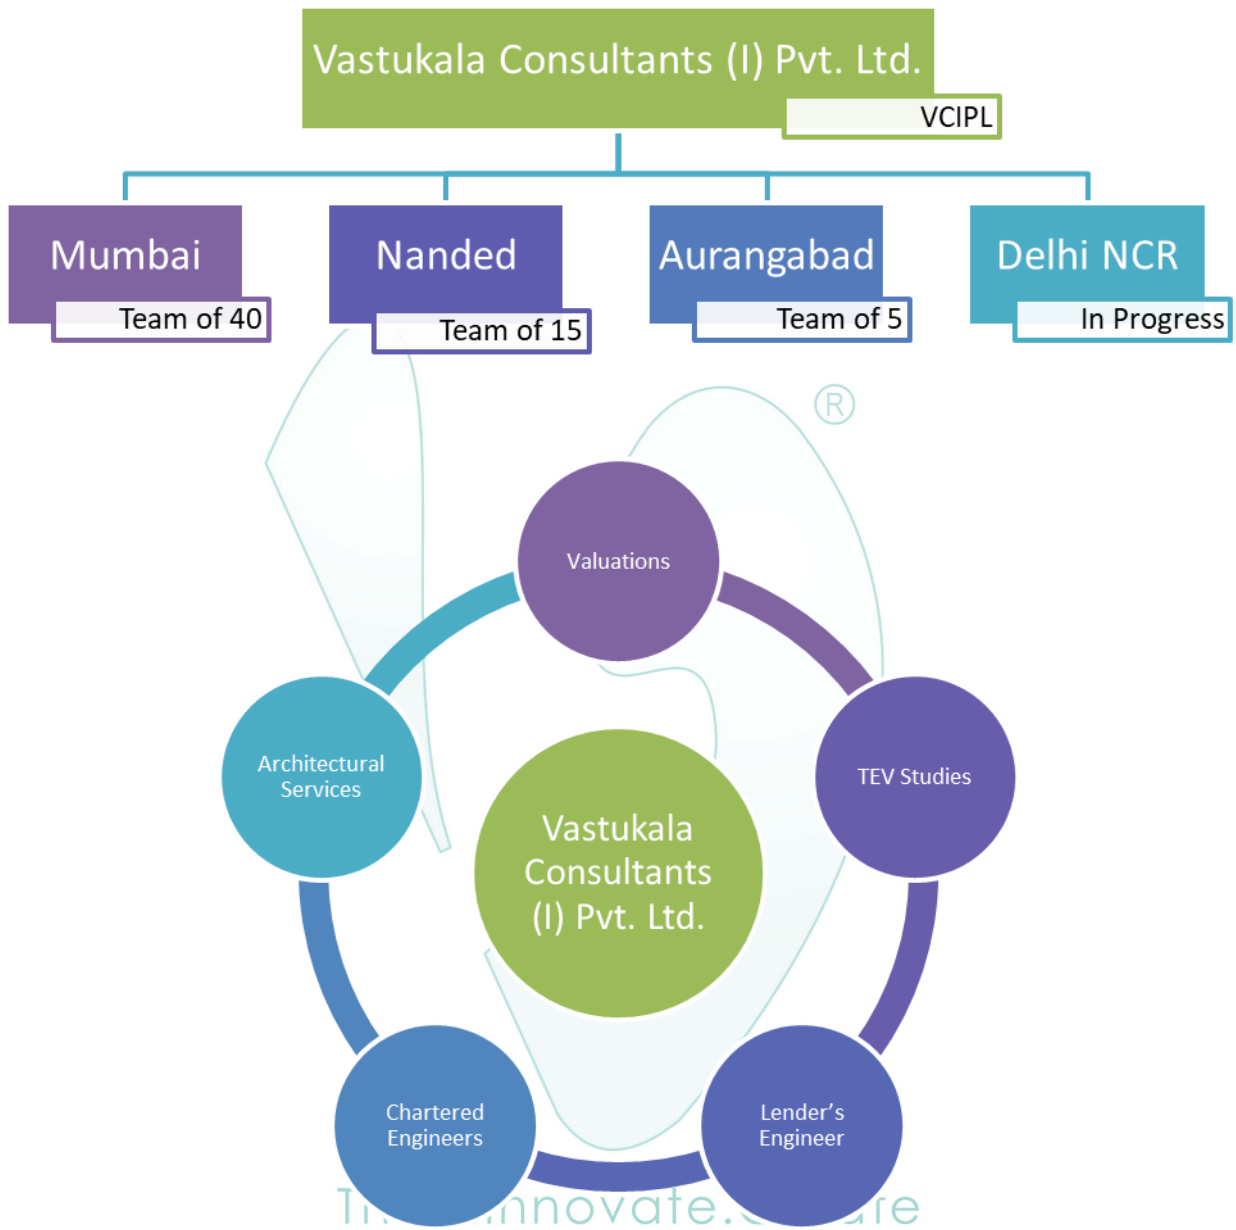 Vastukala Consultants (I) Pvt. Ltd.
VCIPL
Mumbai
Team of 40
Nanded
Team of 15
Aurangabad
Team of 5
Delhi NCR
In Progress
®
Valuations
TEV Studies
Lender’s
Engineer
Chartered
Engineers
Architectural
Services
Vastukala
Consultants
(I) Pvt. Ltd.